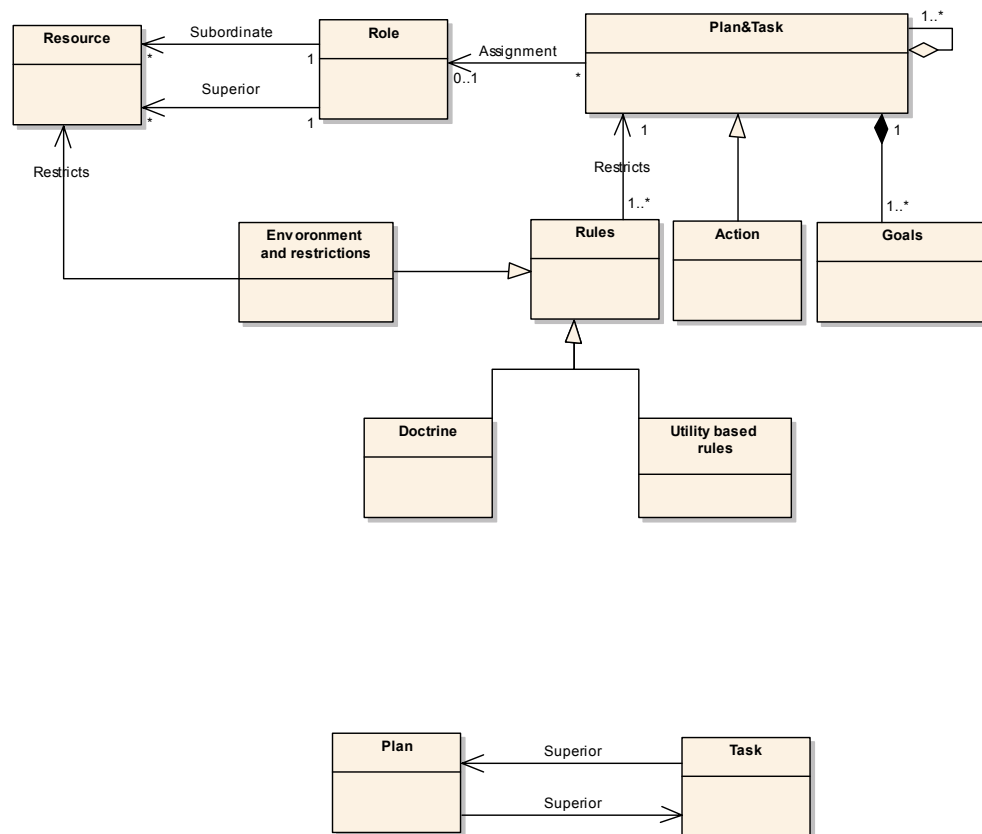 Resource
Subordinate
*
1
Superior
*
1
Role
Assignment
0..1
*
Plan&Task
1..*
Restricts
Restricts
1
1..*
1
1..*
Envoronment
and restrictions
Rules
Action
Goals
Doctrine
Utility based
rules
Plan
Superior
Superior
Task